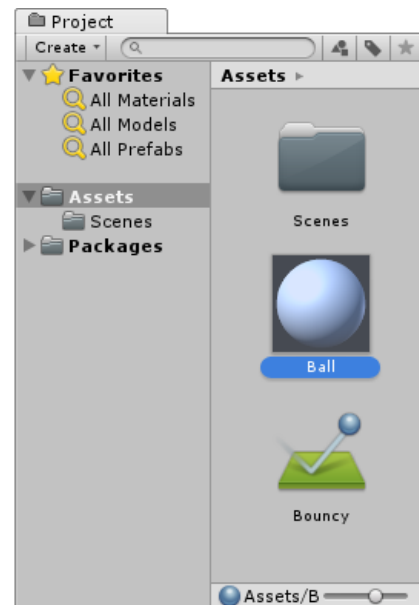 Project
Create
Favorites
All Materials
All Models
All Prefabs
Assets
Scenes
Packages
Assets
Scenes
Ball
Bouncy
Assets/B